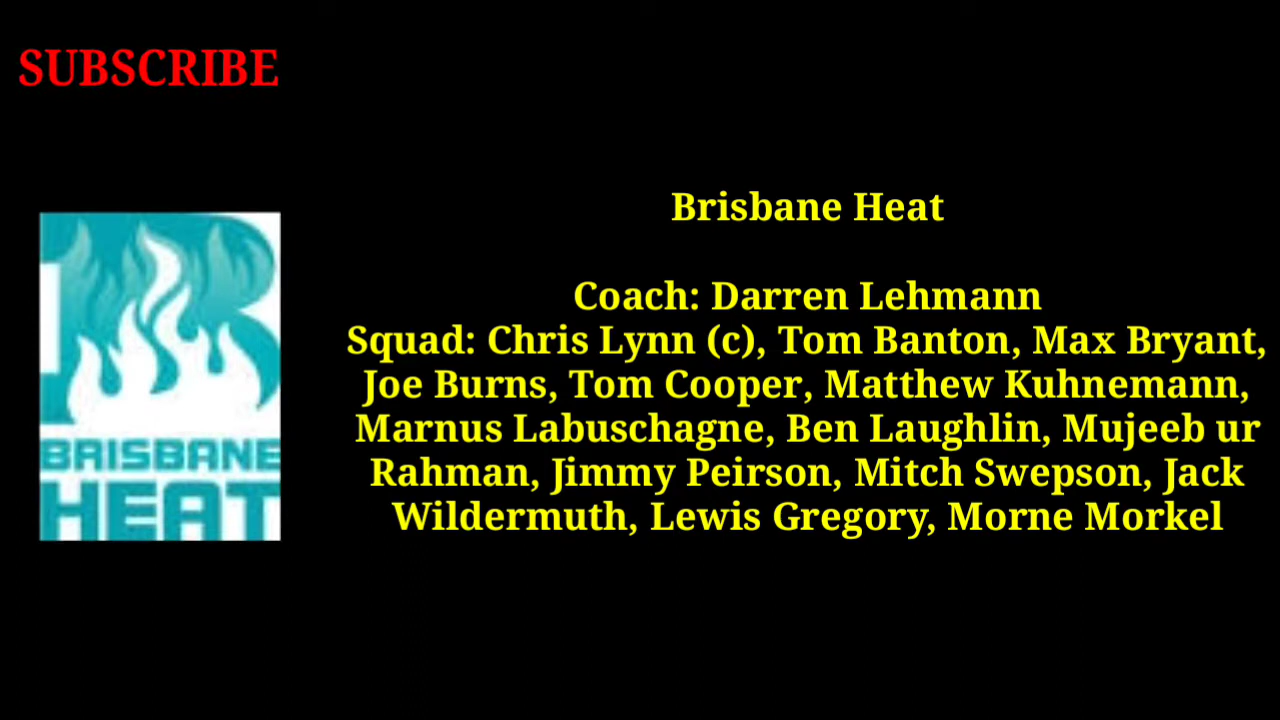 SUBSCRIBE
Brisbane Heat
Coach: Darren Lehmann
Squad: Chris Lynn (c), Tom Banton, Max Bryant,
Joe Burns, Tom Cooper, Matthew Kuhnemann,
Marnus Labuschagne, Ben Laughlin, Mujeeb ur
Rahman, Jimmy Peirson, Mitch Swepson, Jack
Wildermuth, Lewis Gregory, Morne Morkel
BRISBANE
HEAT